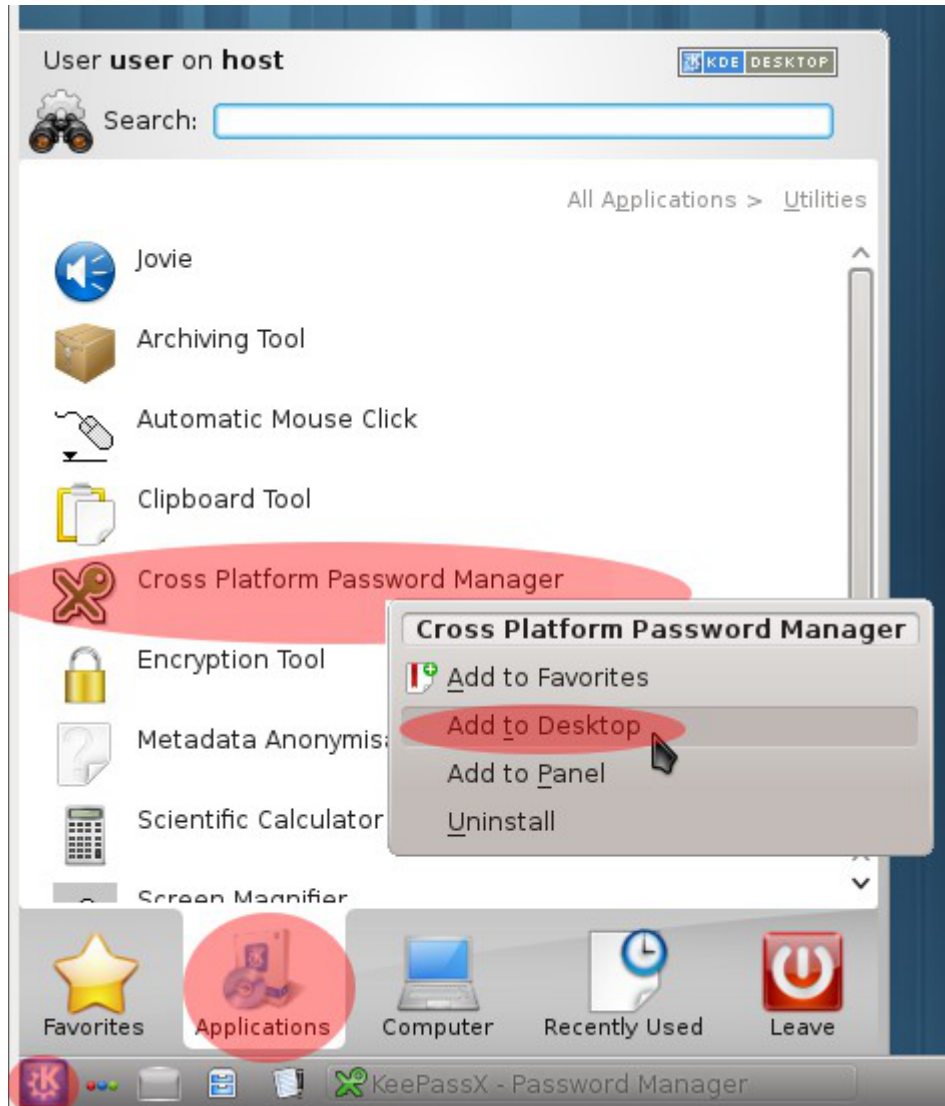 User user on host
KDE DESKTOP
Search:
All Applications > Utilities
Jovie
Archiving Tool
Automatic Mouse Click
Clipboard Tool
Cross Platform Password Manager
Cross Platform Password Manager
Add to Favorites
Add to Desktop
Add to Panel
Uninstall
Encryption Tool
Metadata
Scientific Calculator
Screen Magnifier
Favorites
Applications
Computer
Recently Used
Leave
KeePassX - Password Manager